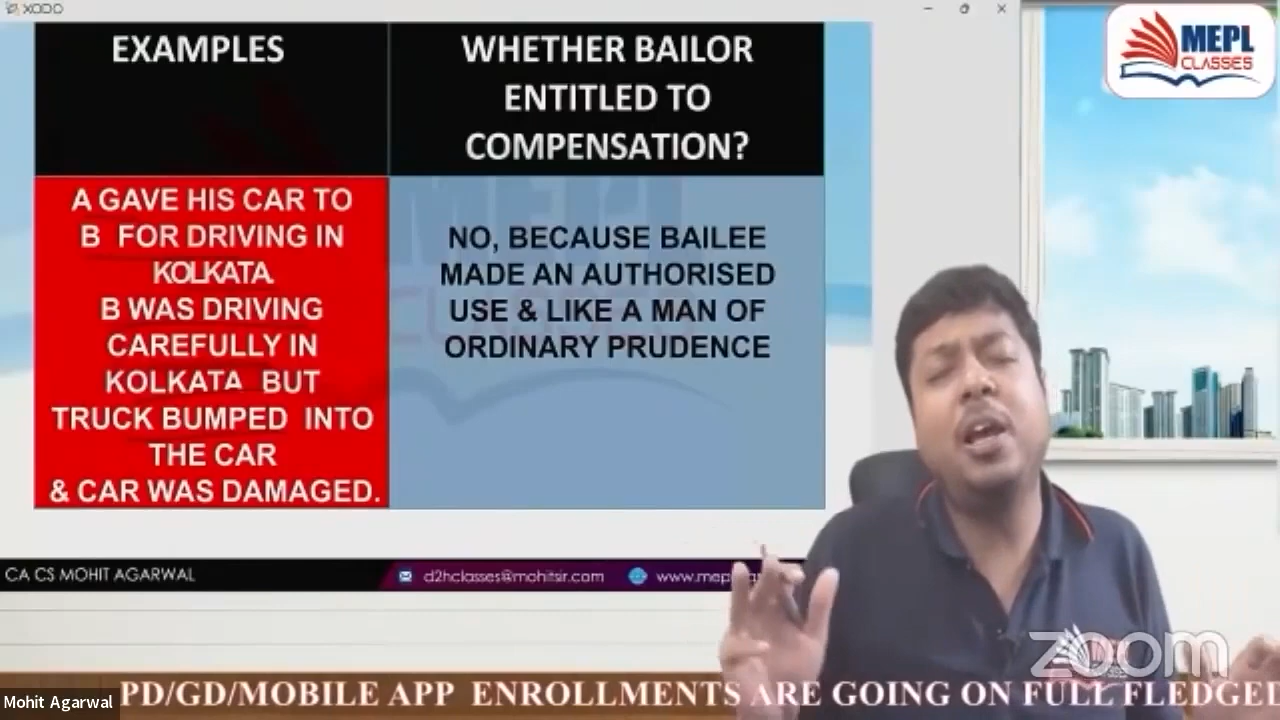 XODO
EXAMPLES
WHETHER BAILOR
ENTITLED TO
COMPENSATION?
A GAVE HIS CAR TO
B FOR DRIVING IN
KOLKATA.
B WAS DRIVING
CAREFULLY IN
KOLKATA BUT
TRUCK BUMPED INTO
THE CAR
& CAR WAS DAMAGED.
NO, BECAUSE BAILEE
MADE AN AUTHORISED
USE & LIKE A MAN OF
ORDINARY PRUDENCE
MEPL
CLASSES
CA CS MOHIT AGARWAL
d2hclasses@mohitsir.com
zoom
Mohit Agarwal
PD/GD/MOBILE APP ENROLLMENTS ARE GOING ON FULL